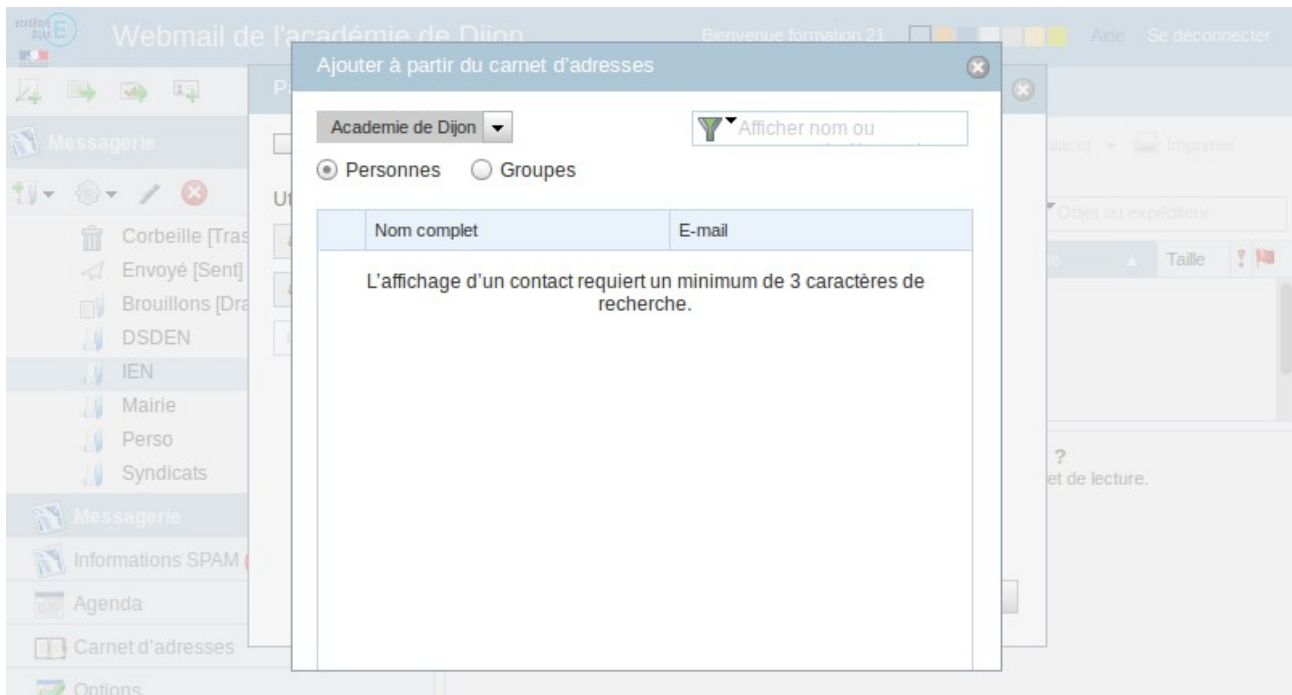 Webmail de l'académie de Dijon
Bienvenue formation 21
Aide
Se déconnecter
Ajouter à partir du carnet d'adresses
Messagerie
Imprimer
Academie de Dijon
Afficher nom ou
Personnes
Groupes
Objet ou expéditeur
Nom complet
E-mail
Taille
L'affichage d'un contact requiert un minimum de 3 caractères de
recherche.
Corbeille [Tras
Envoyé [Sent]
Brouillons [Dra
DSDEN
IEN
Mairie
Perso
Syndicats
?
et de lecture.
Messagerie
Informations SPAM
Agenda
Carnet d'adresses
Options